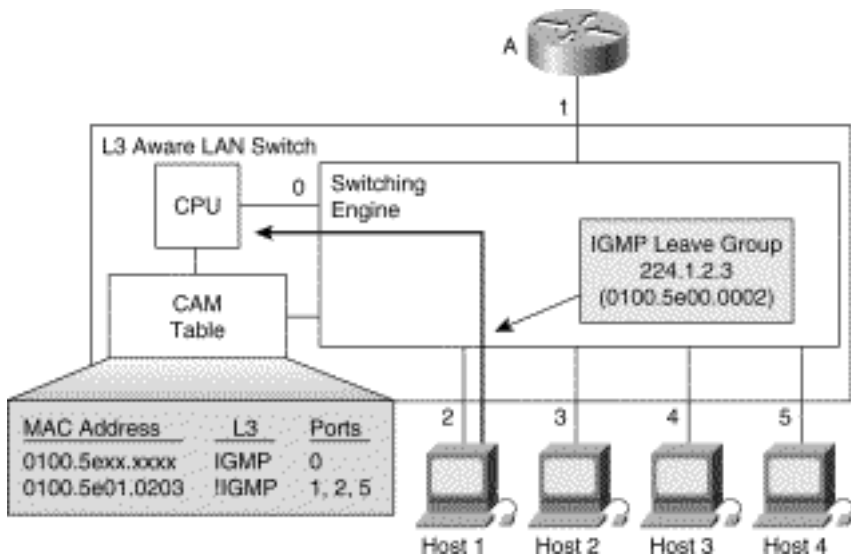 A
1
L3 Aware LAN Switch
CPU
0
Switching
Engine
IGMP Leave Group
224.1.2.3
(0100.5e00.0002)
CAM
Table
2
3
4
5
MAC Address L3 Ports
0100.5exx.xxxx IGMP 0
0100.5e01.0203 !IGMP 1, 2, 5
Host 1
Host 2
Host 3
Host 4